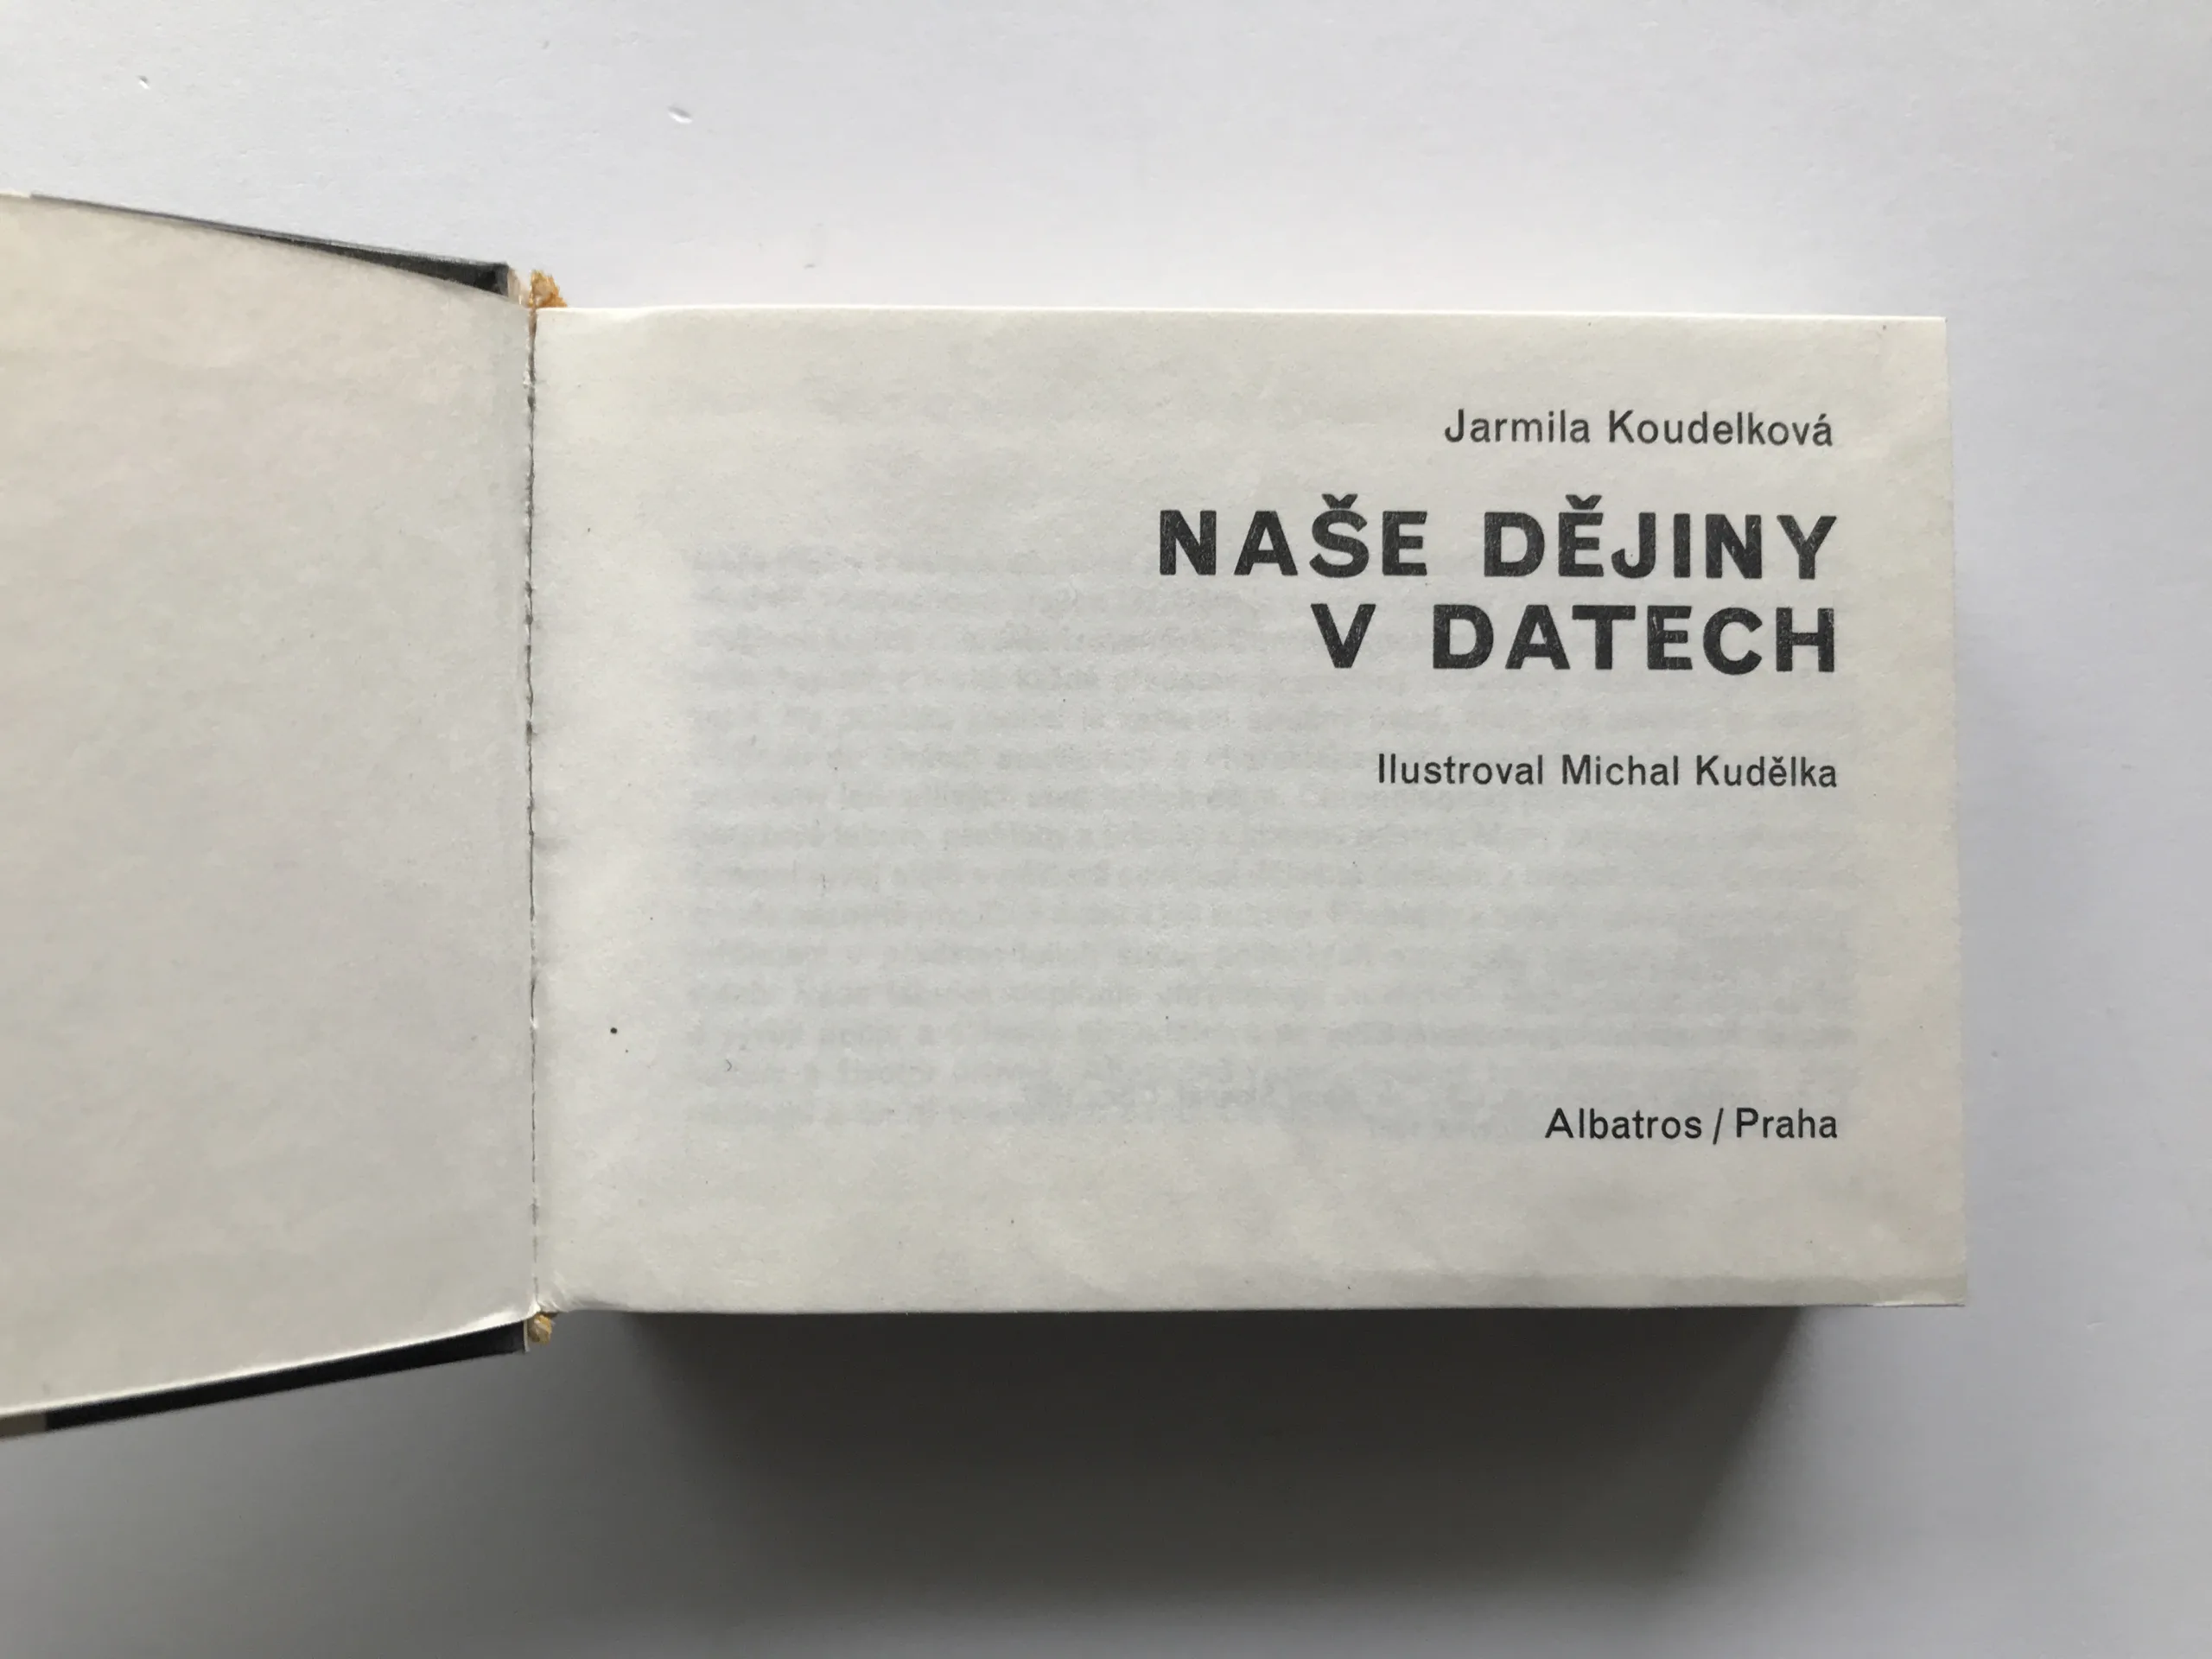 Jarmila Koudelková
NAŠE DĚJINY
V DATECH
Ilustroval Michal Kudělka
Albatros / Praha